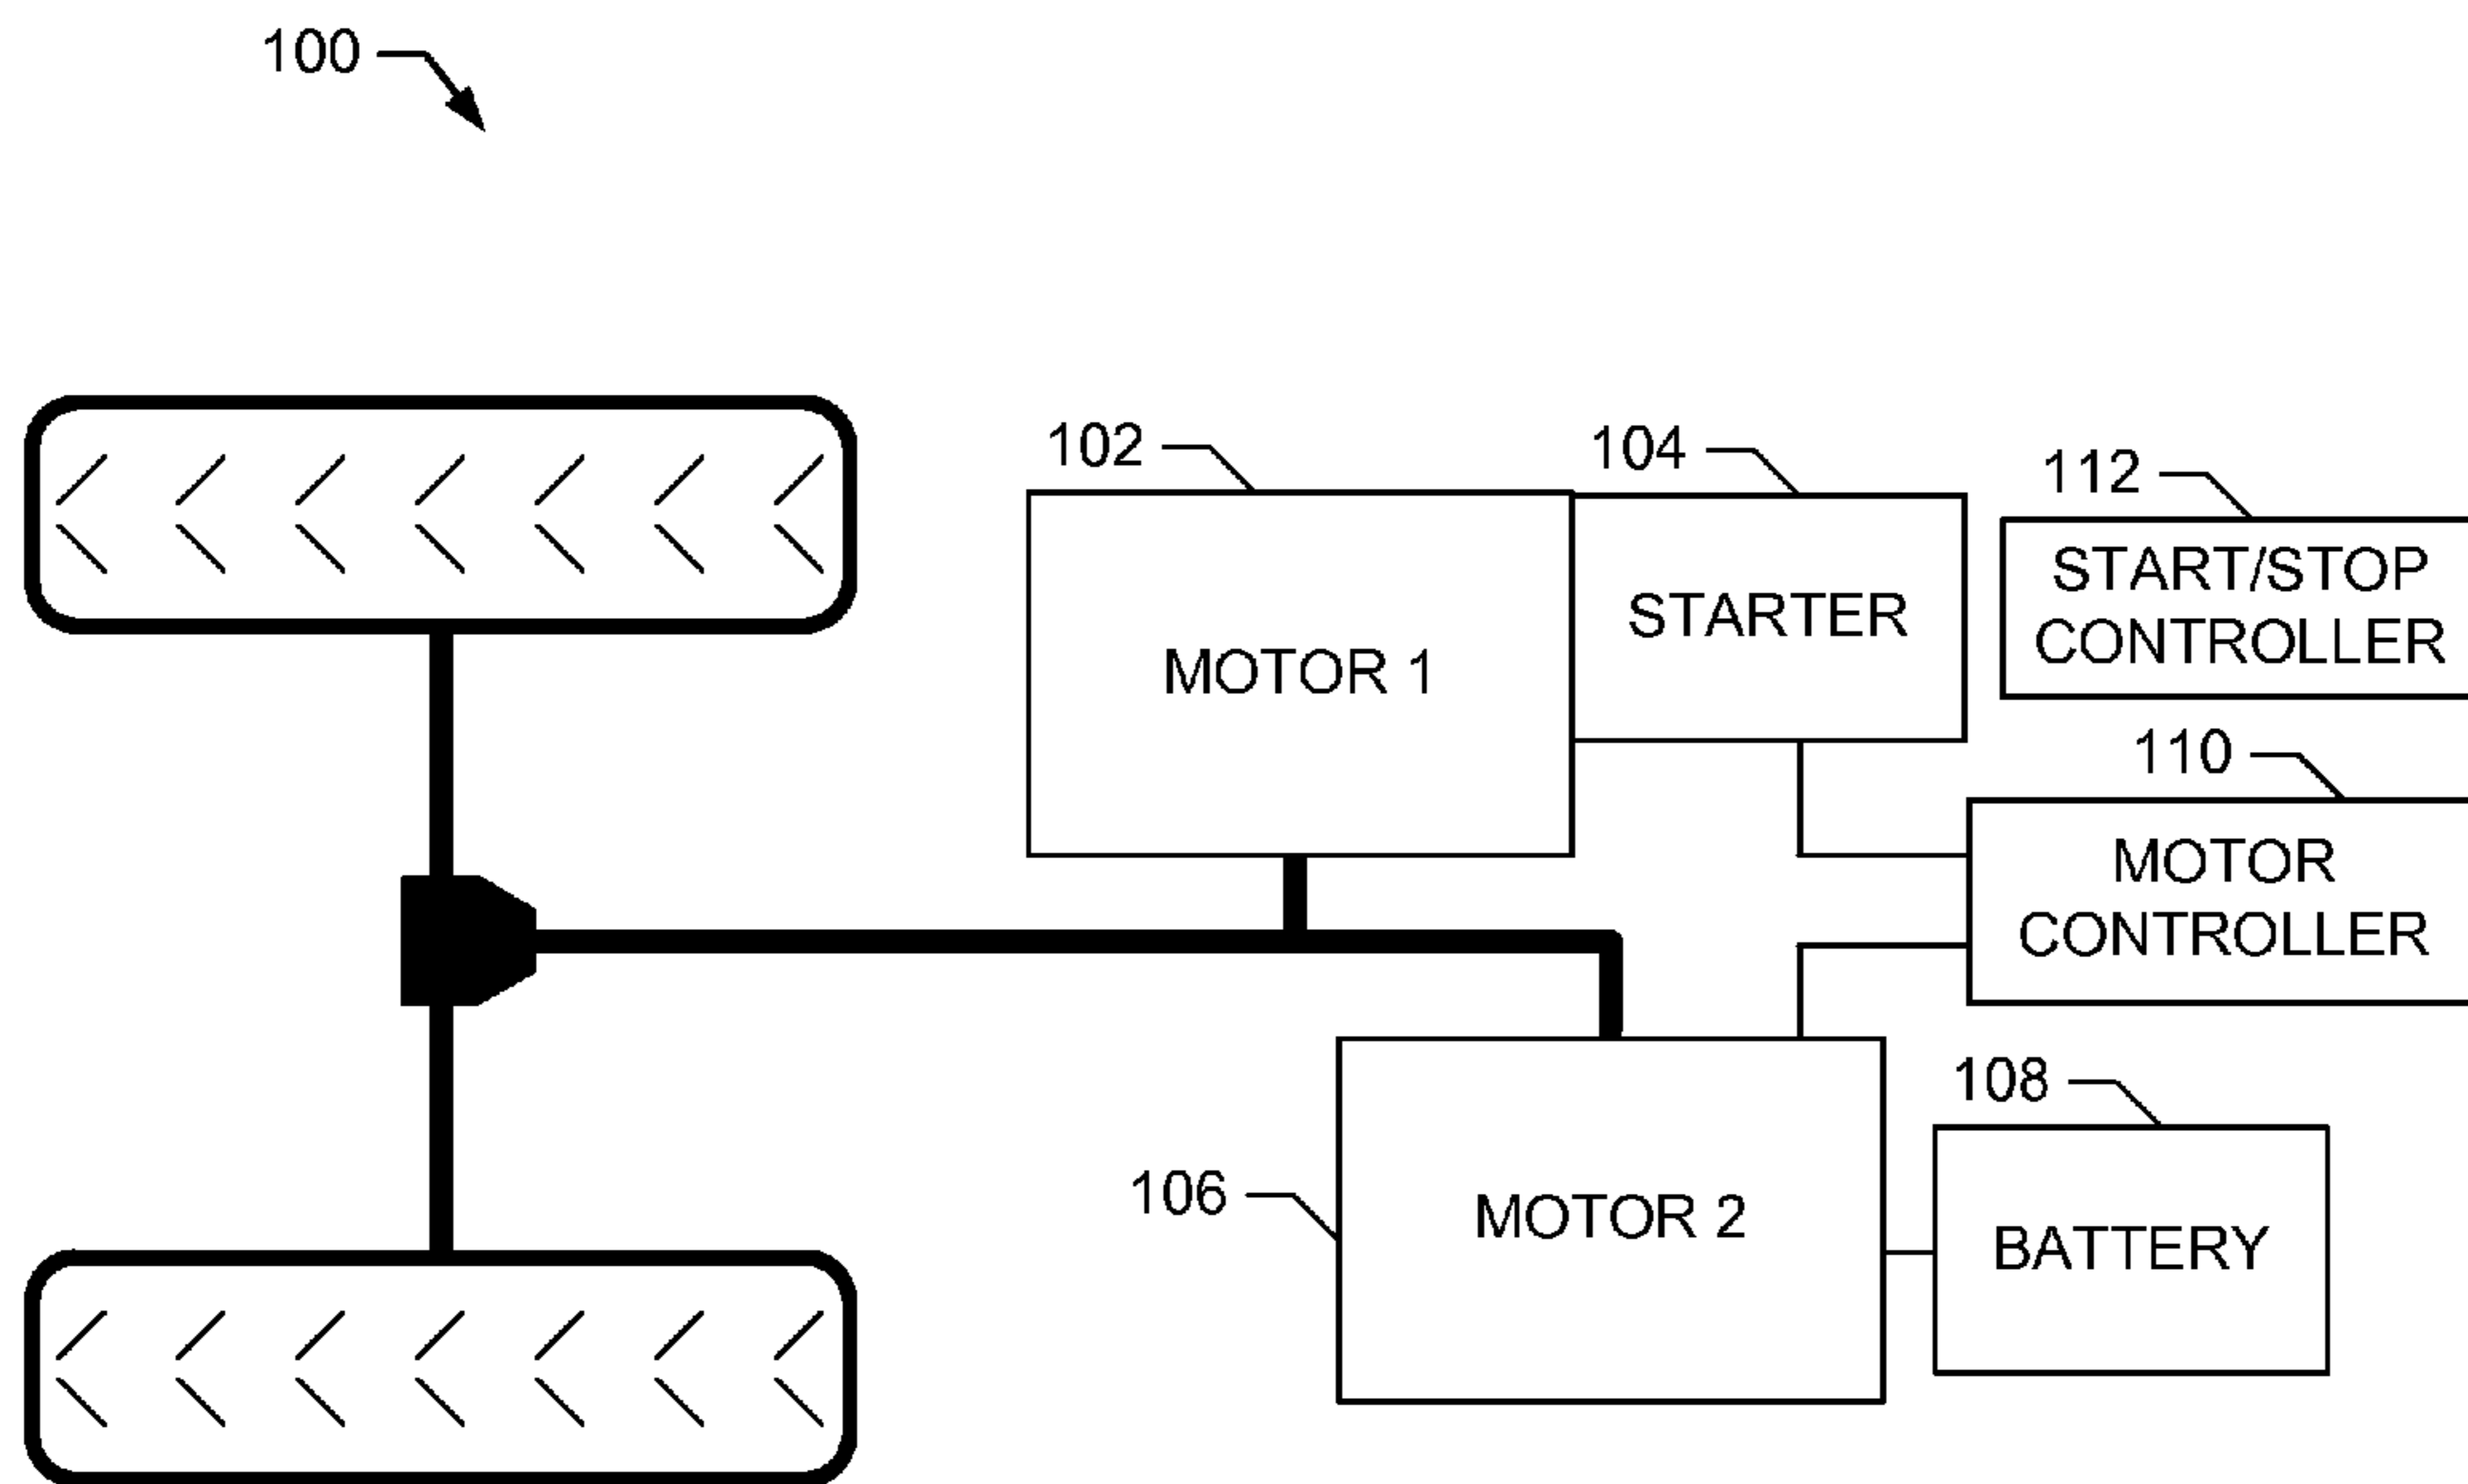 100
102
104
112
START/STOP
CONTROLLER
STARTER
MOTOR 1
110
MOTOR
CONTROLLER
108
106
MOTOR 2
BATTERY